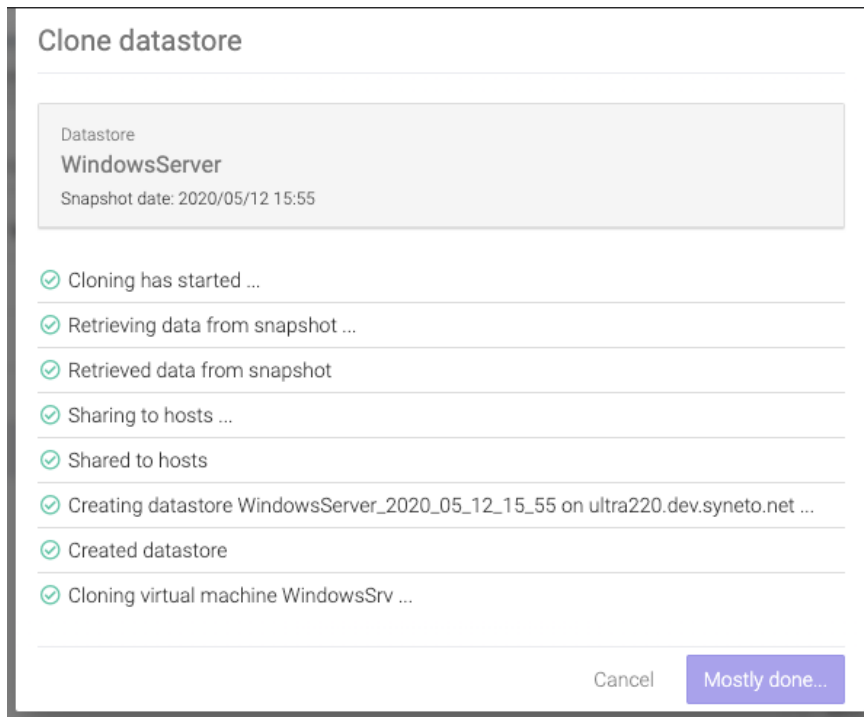 Clone datastore
Datastore
WindowsServer
Snapshot date: 2020/05/12 15:55
Cloning has started ...
Retrieving data from snapshot ...
Retrieved data from snapshot
Sharing to hosts ...
Shared to hosts
Creating datastore WindowsServer_2020_05_12_15_55 on ultra220.dev.syneto.net ...
Created datastore
Cloning virtual machine WindowsSrv ...
Cancel
Mostly done...